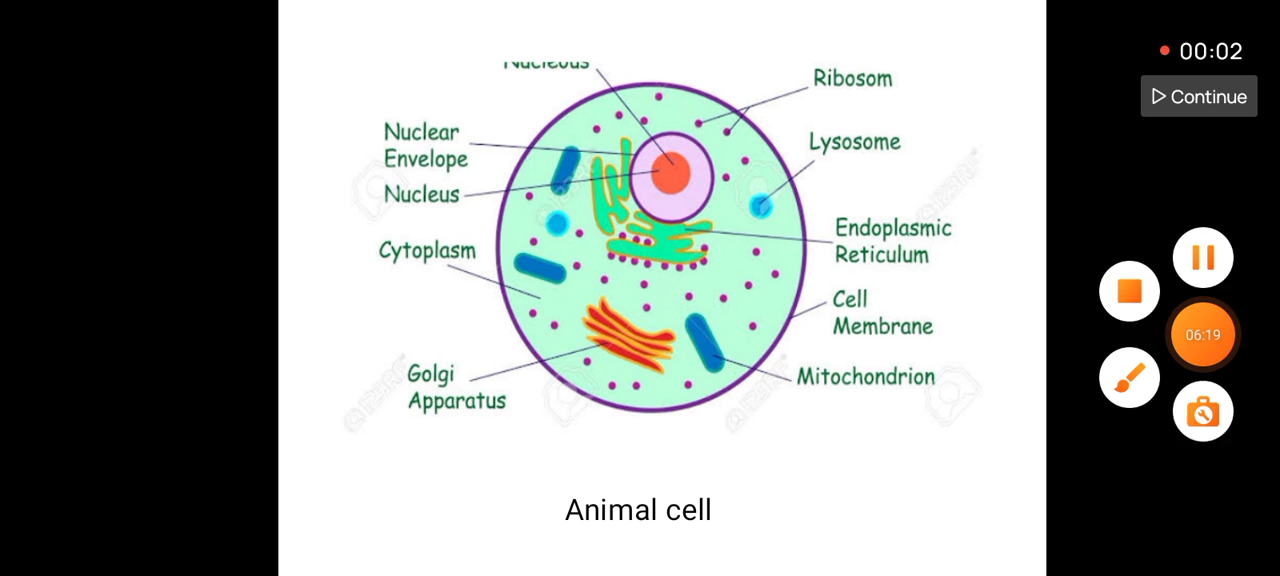 Nucleous
Ribosom
Nuclear
Envelope
Nucleus
Cytoplasm
Golgi
Apparatus
Lysosome
Endoplasmic
Reticulum
Cell
Membrane
Mitochondrion
Animal cell
00:02
Continue
06:19